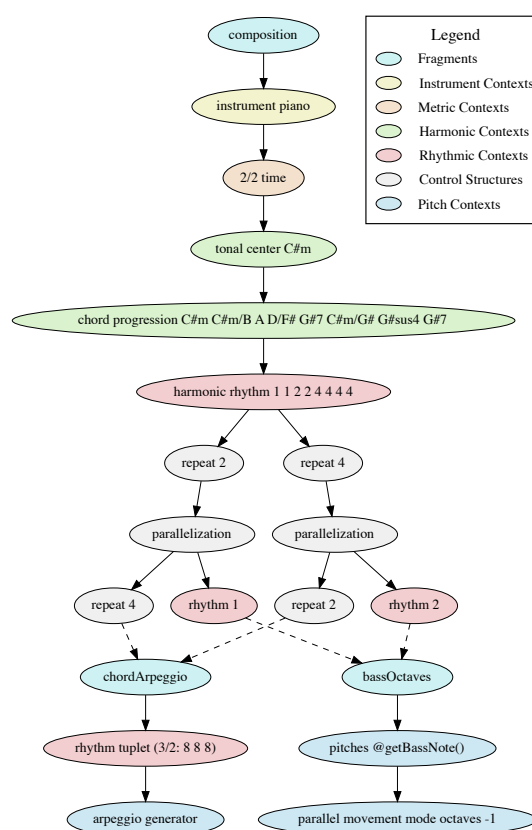 composition
Legend
Fragments
Instrument Contexts
Metric Contexts
Harmonic Contexts
Rhythmic Contexts
Control Structures
Pitch Contexts
instrument piano
2/2 time
tonal center C#m
chord progression C#m C#m/B A D/F# G#7 C#m/G# G#sus4 G#7
harmonic rhythm 1 1 2 2 4 4 4 4
repeat 2
repeat 4
parallelization
parallelization
repeat 4
rhythm 1
repeat 2
rhythm 2
chordArpeggio
bassOctaves
rhythm tuplet (3/2: 8 8 8)
pitches @getBassNote()
arpeggio generator
parallel movement mode octaves -1